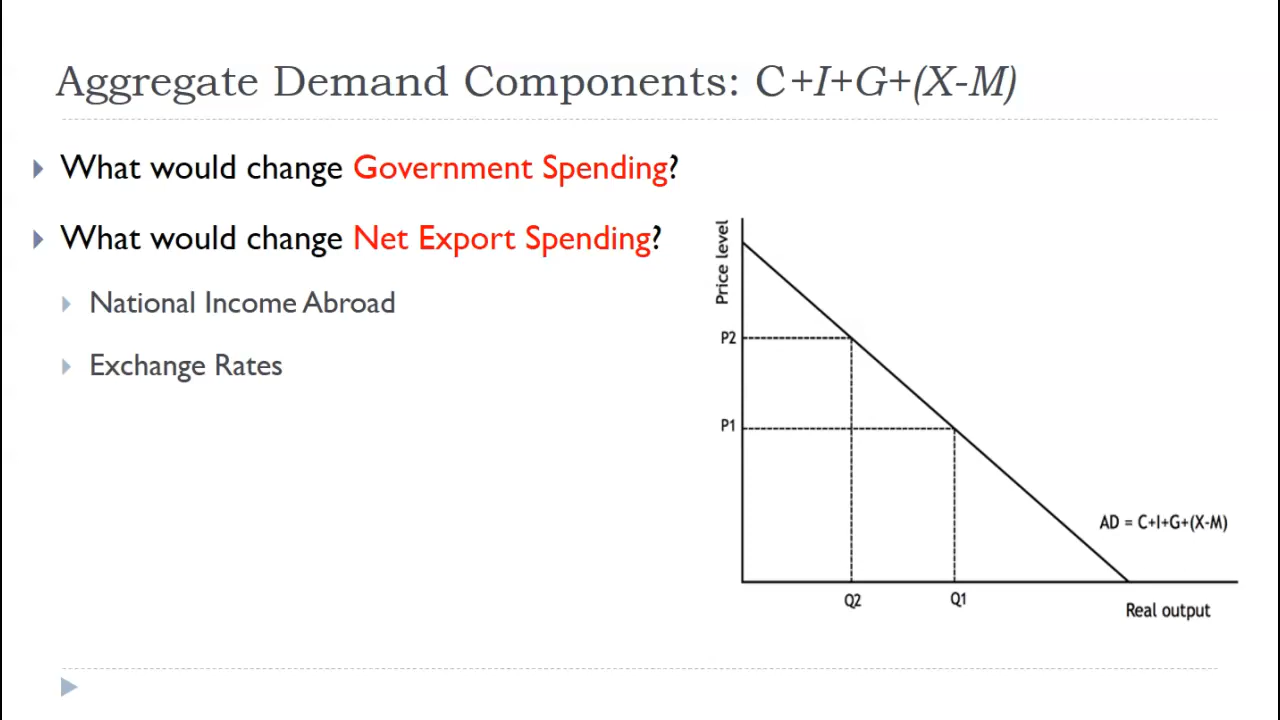 Aggregate Demand Components: C+I+G+(X-M)
What would change Government Spending?
What would change Net Export Spending?
National Income Abroad
Exchange Rates
Price level
P2
P1
AD = C+I+G+(X-M)
Q2
Q1
Real output